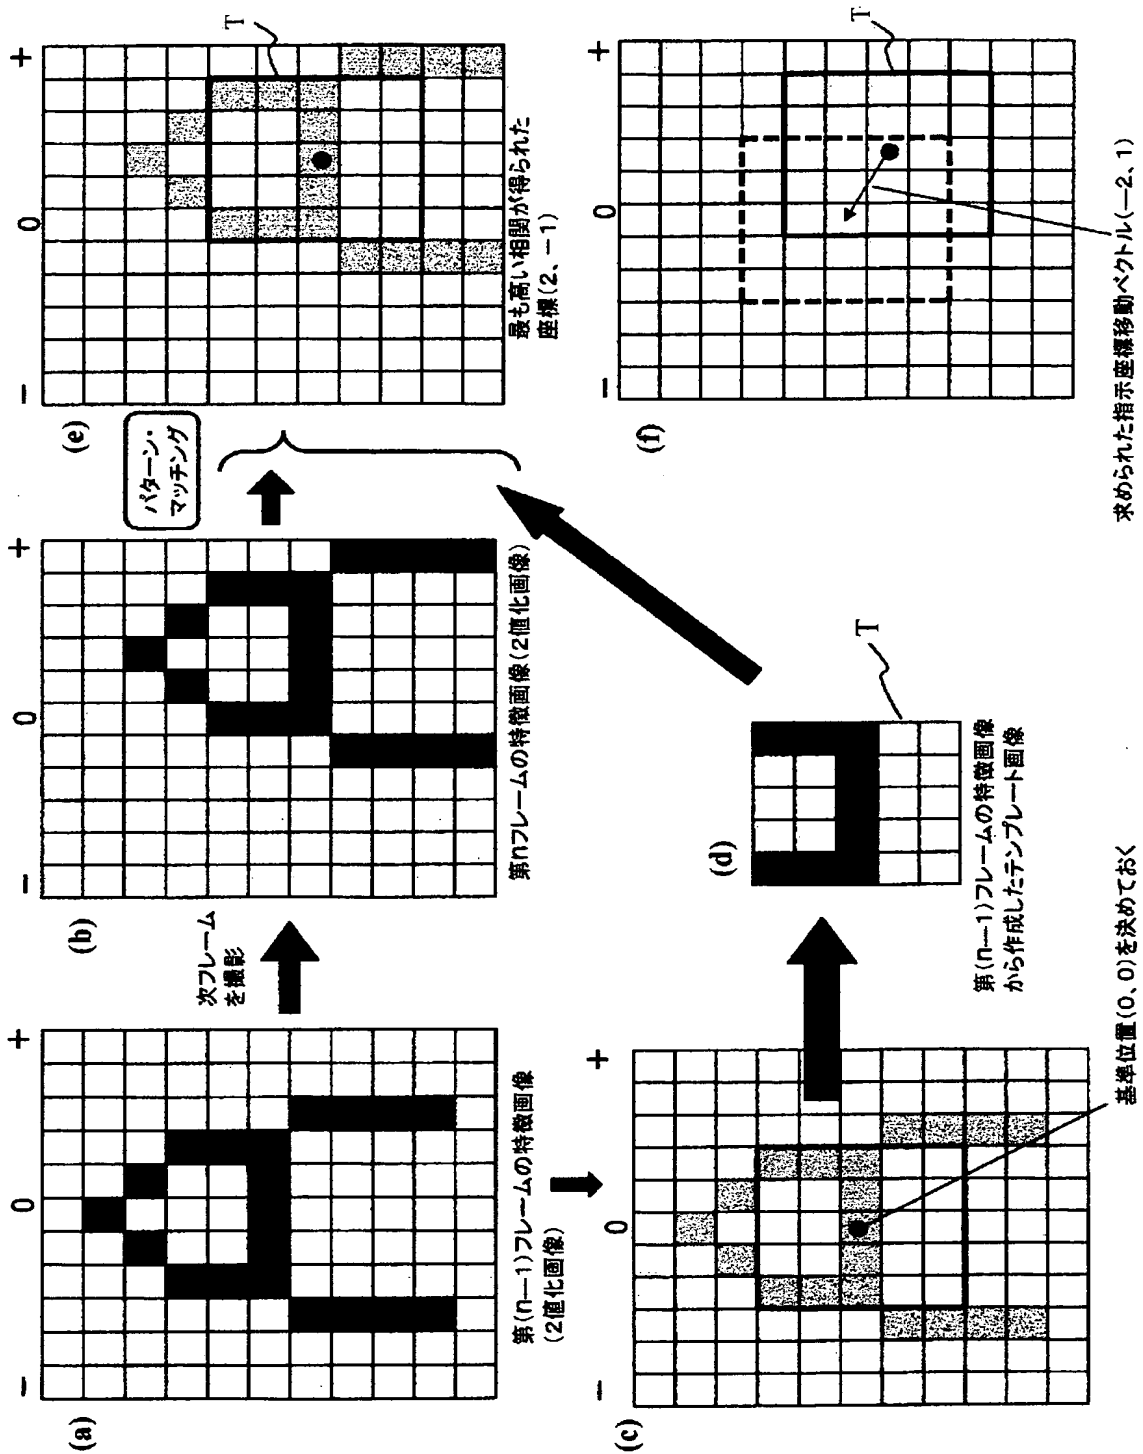 (a)
−
0
+
第(n−1)フレームの特徴画像
(2値化画像)
次フレーム
を撮影
(b)
−
0
+
第nフレームの特徴画像(2値化画像)
パターン・
マッチング
(c)
−
0
+
基準位置(0、0)を決めておく
(d)
T
第(n−1)フレームの特徴画像
から作成したテンプレート画像
(e)
−
0
+
T
最も高い相関が得られた
座標(2、−1)
(f)
−
0
+
T
求められた指示座標移動ベクトル(−2、1)